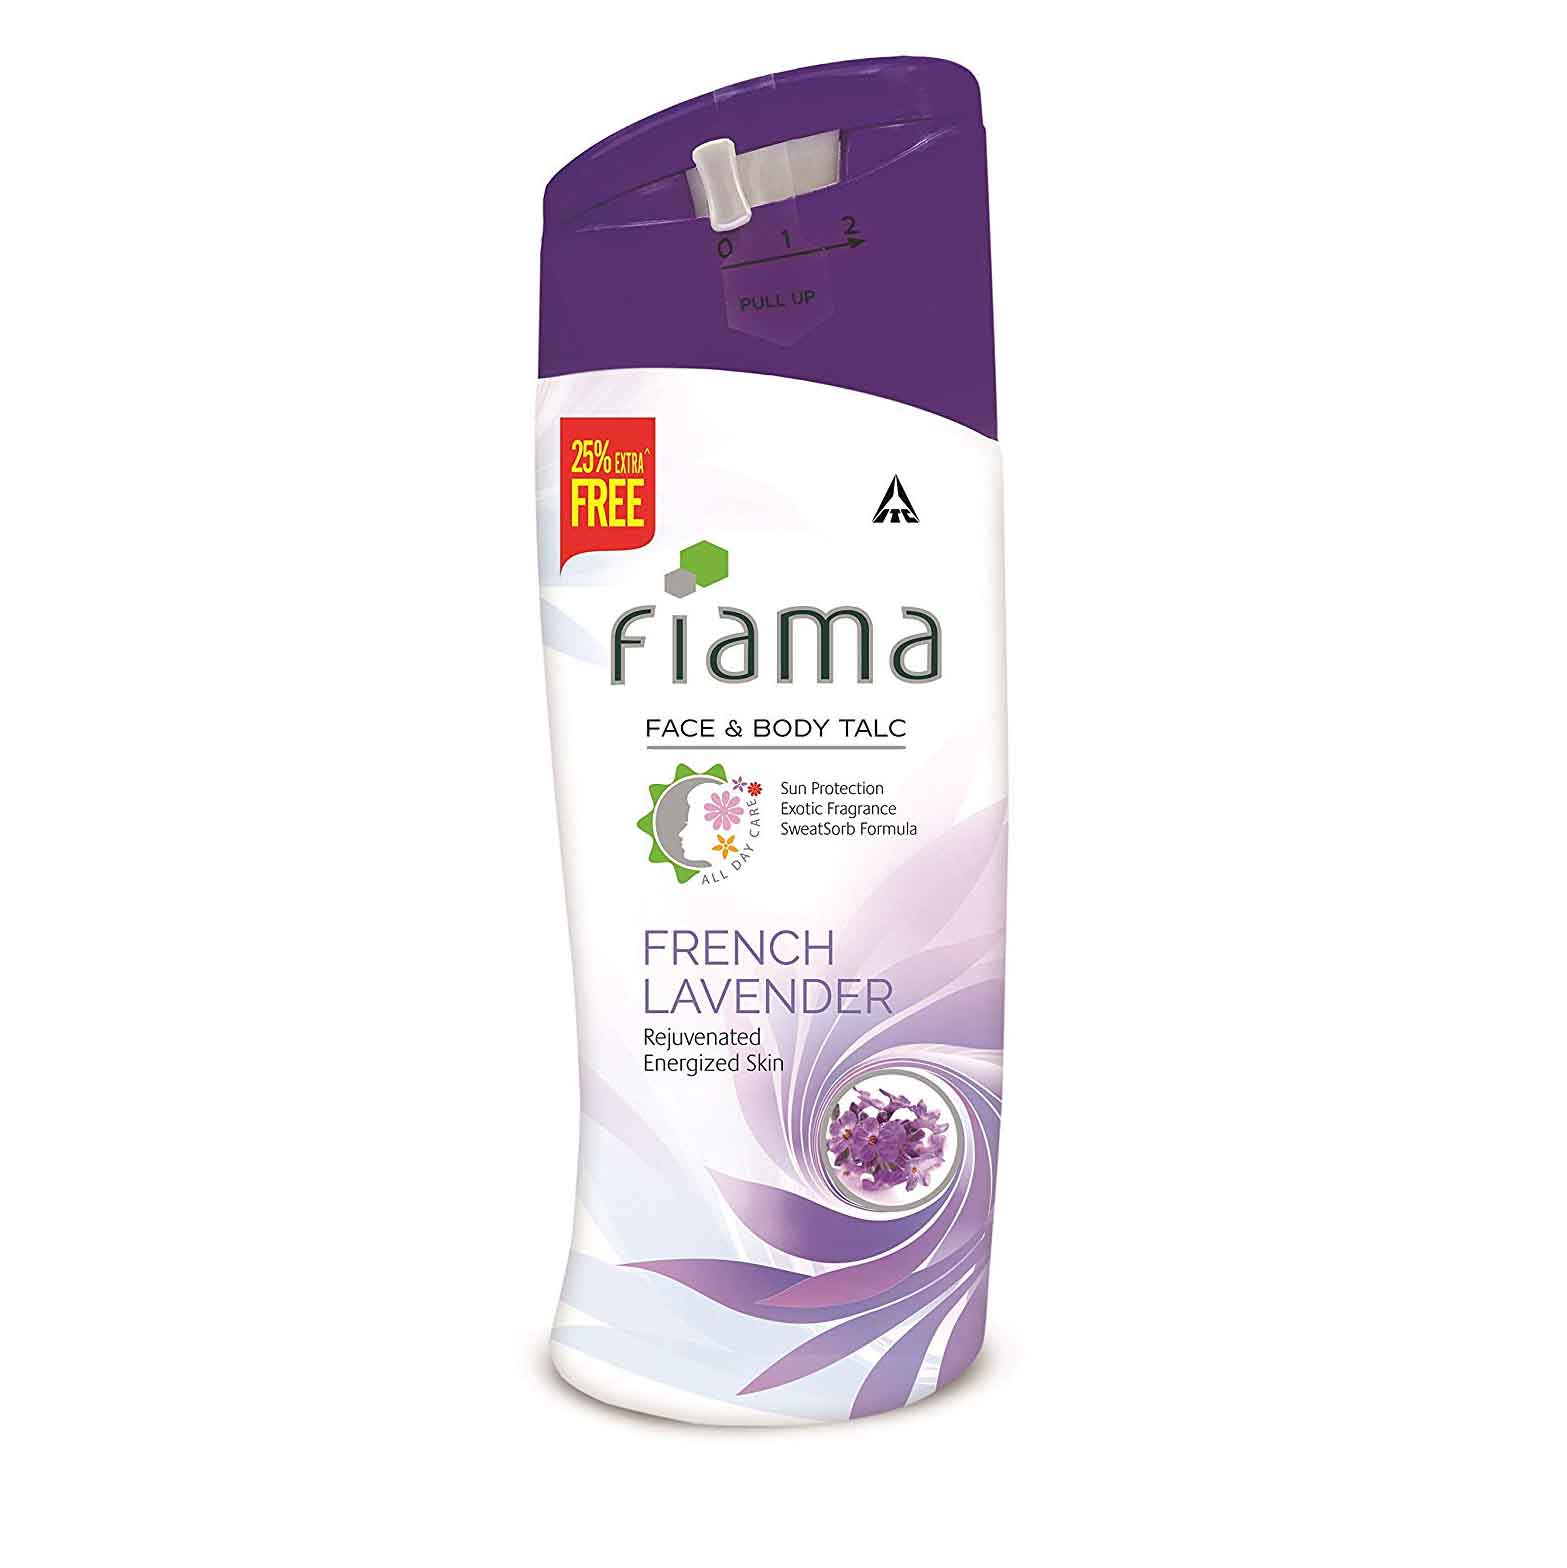 0 1 2
PULL UP
25% EXTRA^
FREE
ITC
fiama
FACE & BODY TALC
Sun Protection
Exotic Fragrance
SweatSorb Formula
ALL DAY CARE
FRENCH
LAVENDER
Rejuvenated
Energized Skin